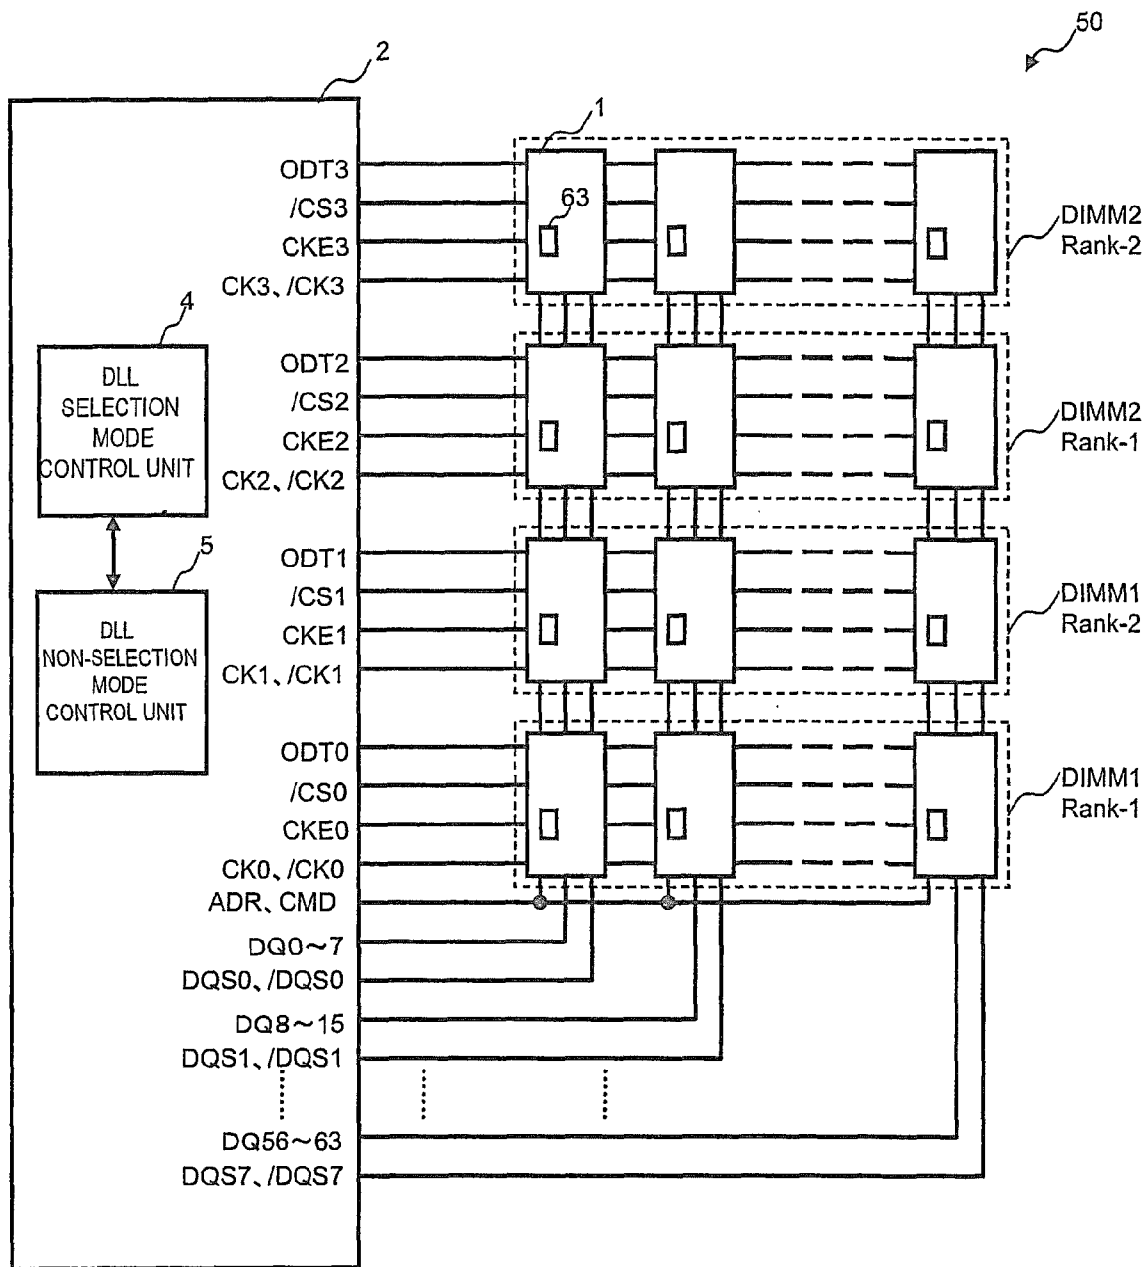 50
2
1
ODT3
/CS3
CKE3
CK3、/CK3
63
DIMM2
Rank-2
4
DLL
SELECTION
MODE
CONTROL UNIT
ODT2
/CS2
CKE2
CK2、/CK2
DIMM2
Rank-1
5
DLL
NON-SELECTION
MODE
CONTROL UNIT
ODT1
/CS1
CKE1
CK1、/CK1
DIMM1
Rank-2
ODT0
/CS0
CKE0
CK0、/CK0
DIMM1
Rank-1
ADR、CMD
DQ0～7
DQS0、/DQS0
DQ8～15
DQS1、/DQS1
DQ56～63
DQS7、/DQS7